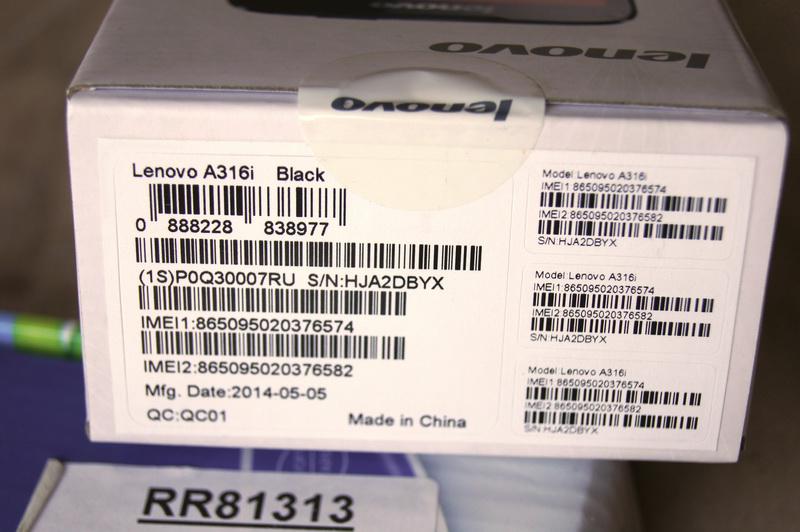 lenovo
lenovo
Lenovo A316i Black
0 888228 838977
(1S)P0Q30007RU S/N:HJA2DBYX
IMEI1:865095020376574
IMEI2:865095020376582
Mfg. Date:2014-05-05
QC:QC01 Made in China
Model:Lenovo A316i
IMEI1:865095020376574
IMEI2:865095020376582
S/N:HJA2DBYX
Model:Lenovo A316i
IMEI1:865095020376574
IMEI2:865095020376582
S/N:HJA2DBYX
Model:Lenovo A316i
IMEI1:865095020376574
IMEI2:865095020376582
S/N:HJA2DBYX
RR81313